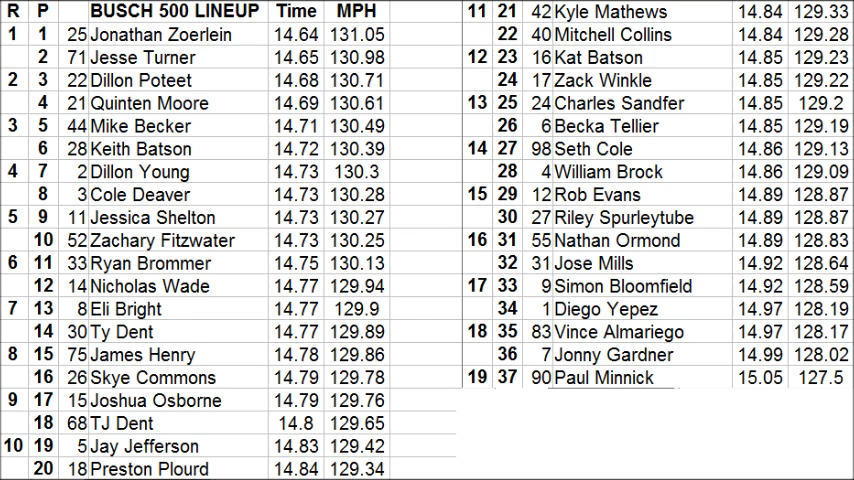 R P BUSCH 500 LINEUP Time MPH
1 1 25 Jonathan Zoerlein 14.64 131.05
2 71 Jesse Turner 14.65 130.98
2 3 22 Dillon Poteet 14.68 130.71
4 21 Quinten Moore 14.69 130.61
3 5 44 Mike Becker 14.71 130.49
6 28 Keith Batson 14.72 130.39
4 7 2 Dillon Young 14.73 130.3
8 3 Cole Deaver 14.73 130.28
5 9 11 Jessica Shelton 14.73 130.27
10 52 Zachary Fitzwater 14.73 130.25
6 11 33 Ryan Brommer 14.75 130.13
12 14 Nicholas Wade 14.77 129.94
7 13 8 Eli Bright 14.77 129.9
14 30 Ty Dent 14.77 129.89
8 15 75 James Henry 14.78 129.86
16 26 Skye Commons 14.79 129.78
9 17 15 Joshua Osborne 14.79 129.76
18 68 TJ Dent 14.8 129.65
10 19 5 Jay Jefferson 14.83 129.42
20 18 Preston Plourd 14.84 129.34
11 21 42 Kyle Mathews 14.84 129.33
22 40 Mitchell Collins 14.84 129.28
12 23 16 Kat Batson 14.85 129.23
24 17 Zack Winkle 14.85 129.22
13 25 24 Charles Sandfer 14.85 129.2
26 6 Becka Tellier 14.85 129.19
14 27 98 Seth Cole 14.86 129.13
28 4 William Brock 14.86 129.09
15 29 12 Rob Evans 14.89 128.87
30 27 Riley Spurleytube 14.89 128.87
16 31 55 Nathan Ormond 14.89 128.83
32 31 Jose Mills 14.92 128.64
17 33 9 Simon Bloomfield 14.92 128.59
34 1 Diego Yepez 14.97 128.19
18 35 83 Vince Almariego 14.97 128.17
36 7 Jonny Gardner 14.99 128.02
19 37 90 Paul Minnick 15.05 127.5